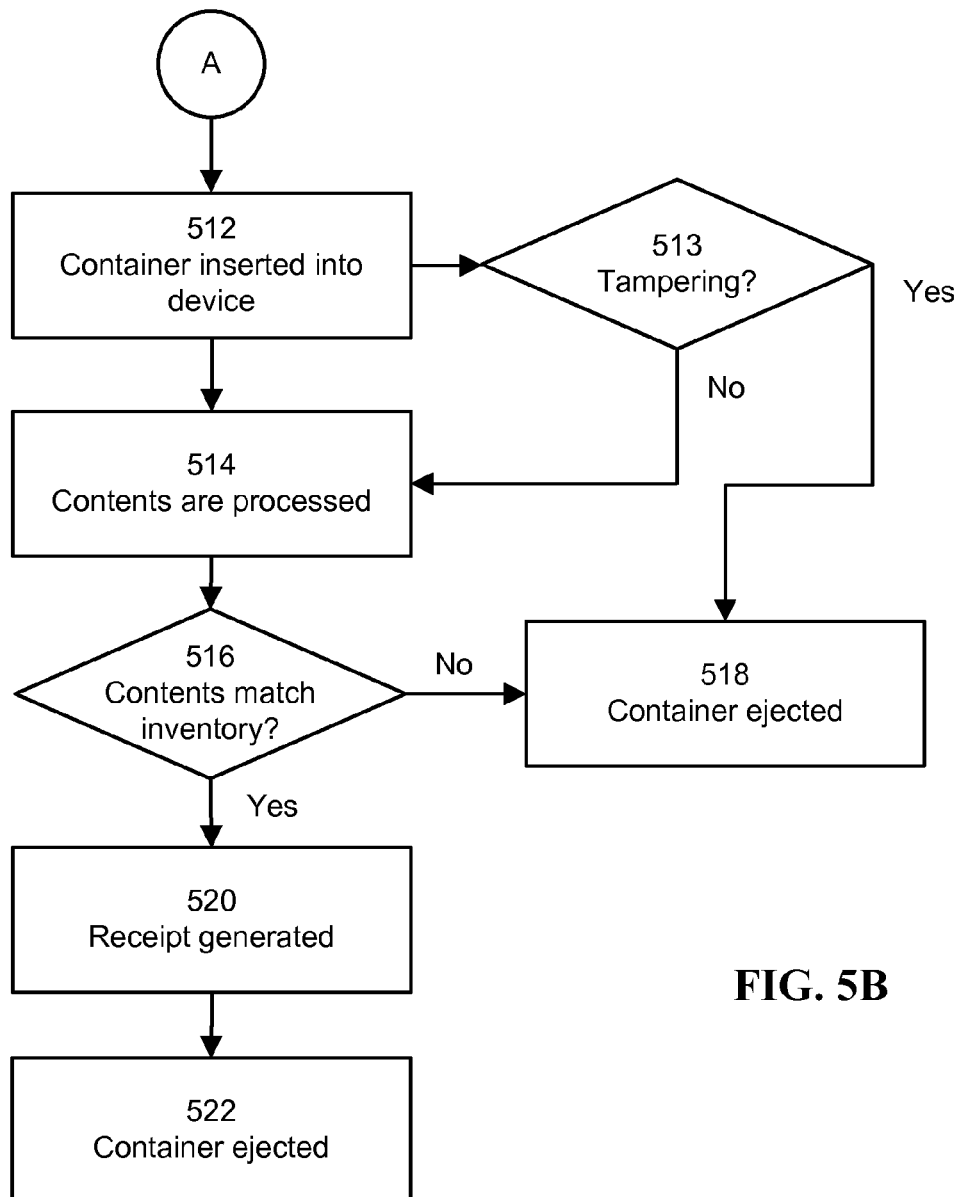 A
512
Container inserted into
device
513
Tampering?
Yes
No
514
Contents are processed
516
Contents match
inventory?
No
518
Container ejected
Yes
520
Receipt generated
FIG. 5B
522
Container ejected